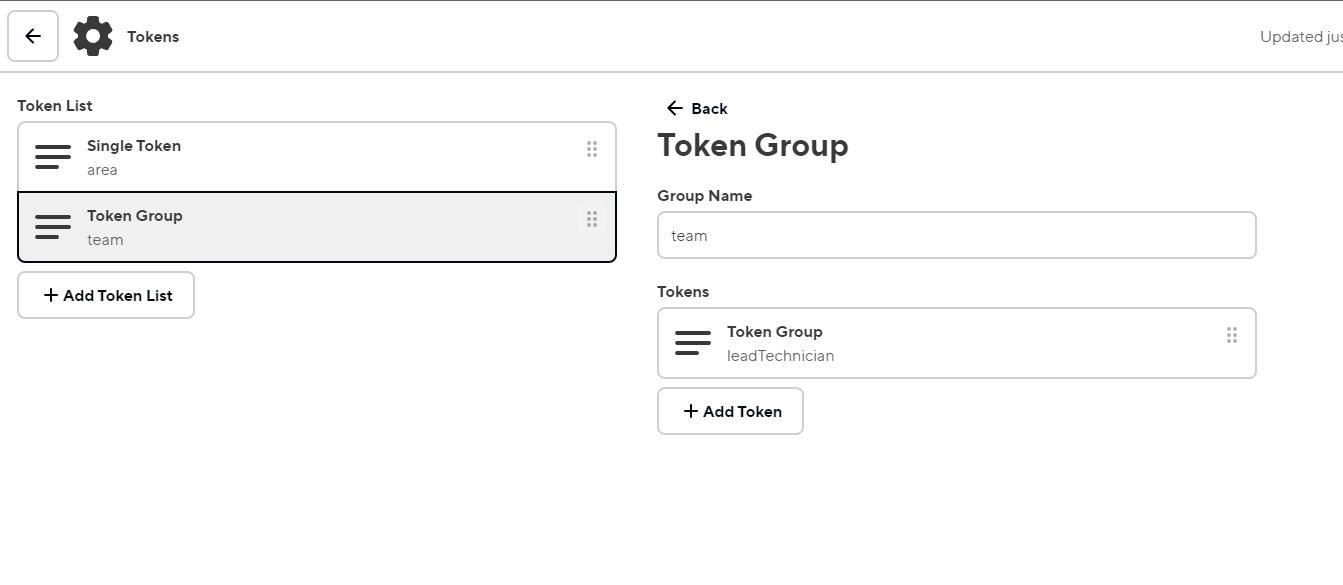 Tokens
Updated jus
Token List
Single Token
area
Token Group
team
+ Add Token List
Back
Token Group
Group Name
team
Tokens
Token Group
leadTechnician
+ Add Token